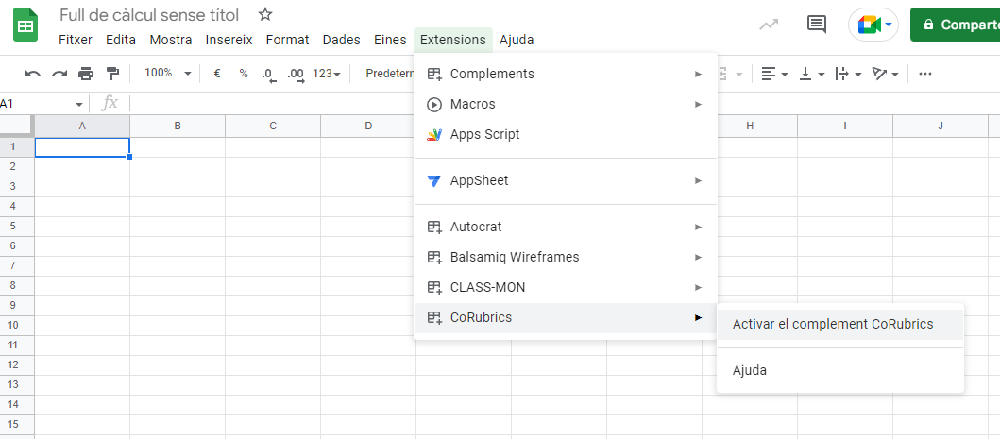 Full de càlcul sense títol
Fitxer Edita Mostra Insereix Format Dades Eines Extensions Ajuda
Comparte
100% € % .0 .00 123 Predeterm
A1 fx
A B C D H I J
Complements
Macros
Apps Script
AppSheet
Autocrat
Balsamiq Wireframes
CLASS-MON
CoRubrics
Activar el complement CoRubrics
Ajuda
1
2
3
4
5
6
7
8
9
10
11
12
13
14
15